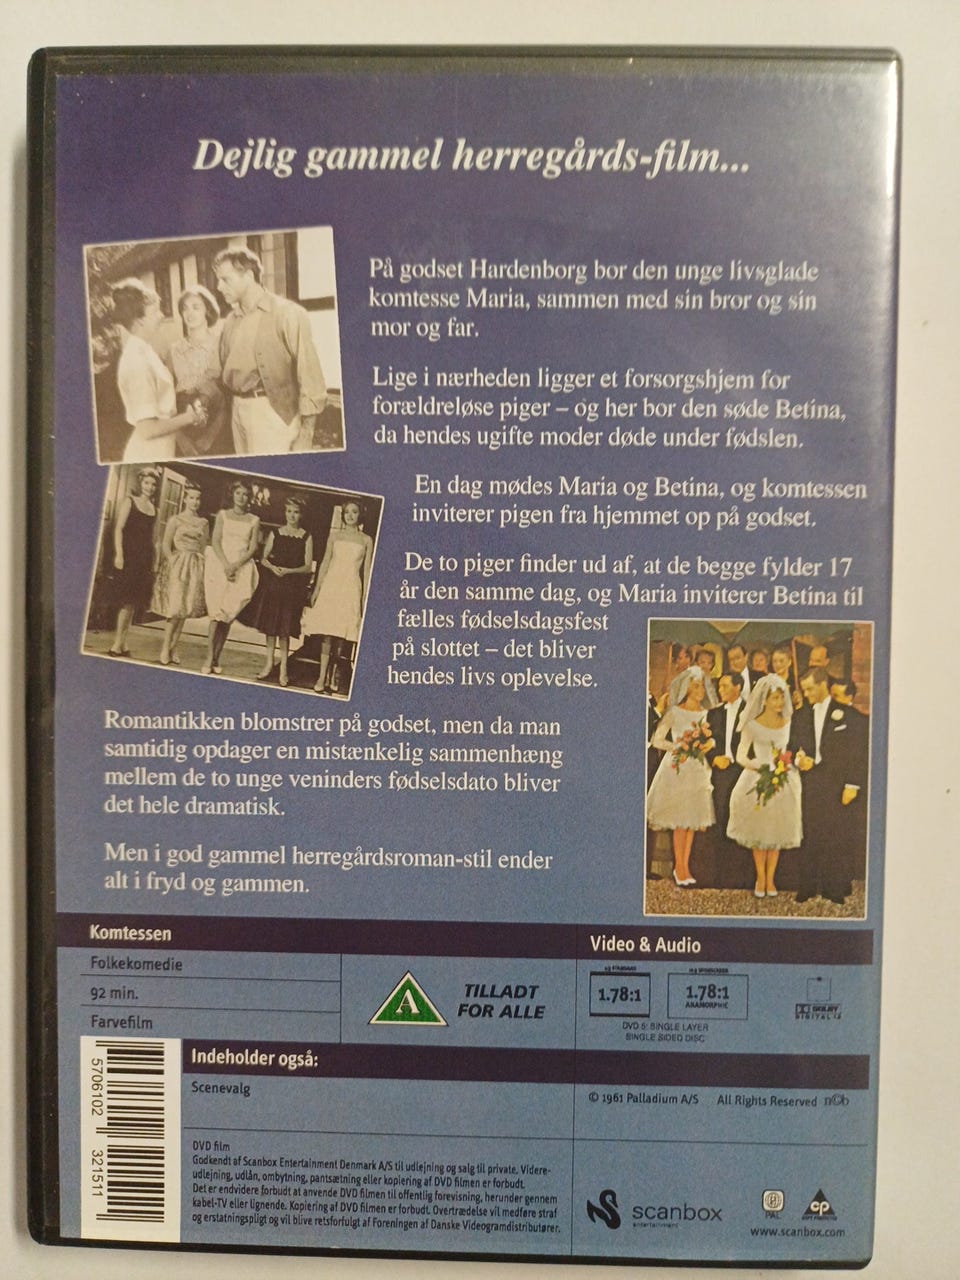 Dejlig gammel herregårds-film...
På godset Hardenborg bor den unge livsglade
komtesse Maria, sammen med sin bror og sin
mor og far.
Lige i nærheden ligger et forsorgshjem for
forældreløse piger – og her bor den søde Betina,
da hendes ugifte moder døde under fødslen.
En dag mødes Maria og Betina, og komtessen
inviterer pigen fra hjemmet op på godset.
De to piger finder ud af, at de begge fylder 17
år den samme dag, og Maria inviterer Betina til
fælles fødselsdagsfest
på slottet – det bliver
hendes livs oplevelse.
Romantikken blomstrer på godset, men da man
samtidig opdager en mistænkelig sammenhæng
mellem de to unge veninders fødselsdato bliver
det hele dramatisk.
Men i god gammel herregårdsroman-stil ender
alt i fryd og gammen.
Komtessen
Folkekomedie
92 min.
Farvefilm
A
TILLADT
FOR ALLE
Video & Audio
1.78:1
1.78:1
ANAMORPHIC
DVD 5: SINGLE LAYER
SINGLE SIDED DISC
DOLBY
DIGITAL
Indeholder også:
Scenevalg
© 1961 Palladium A/S All Rights Reserved n©b
DVD film
Godkendt af Scanbox Entertainment Denmark A/S til udlejning og salg til private. Videre-
udlejning, udlån, ombytning, pantsætning eller kopiering af DVD filmen er forbudt.
Det er endvidere forbudt at anvende DVD filmen til offentlig forevisning, herunder gennem
kabel-TV eller lignende. Kopiering af DVD filmen er forbudt. Overtrædelse vil medføre straf
og erstatningspligt og vil blive retsforfulgt af Foreningen af Danske Videogramdistributører.
scanbox
entertainment
PAL
cp
www.scanbox.com
5706102 321511